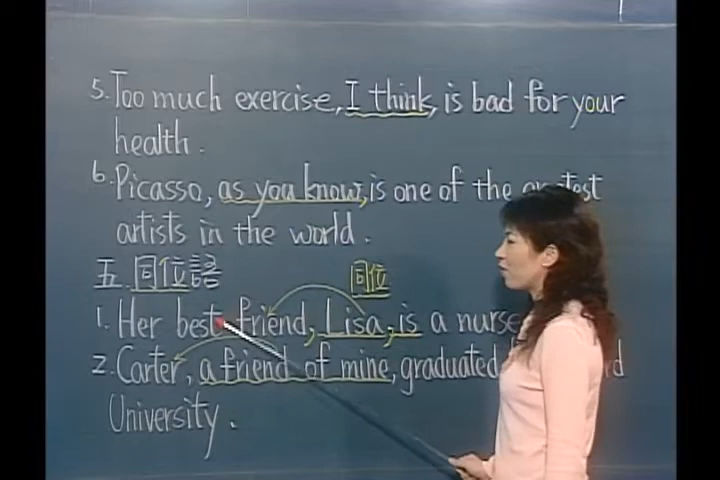 5. Too much exercise, I think, is bad for your
health.
6. Picasso, as you know, is one of the
artists in the world.
五 同位語
同位
1. Her best friend, Lisa, is a nurse
2. Carter, a friend of mine, graduated
University.